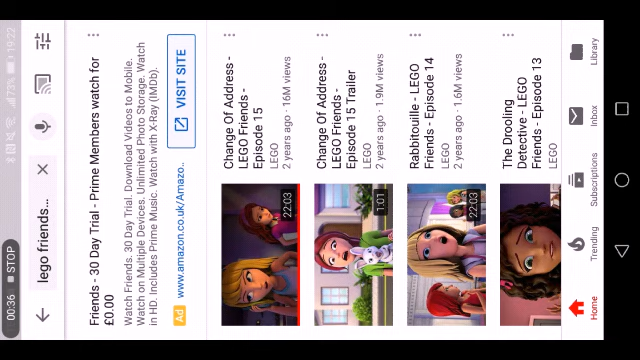 19:22
73%
00:36 STOP
lego friends...
Friends - 30 Day Trial - Prime Members watch for
£0.00
Watch Friends. 30 Day Trial. Download Videos to Mobile.
Watch on Multiple Devices. Unlimited Photo Storage. Watch
in HD. Includes Prime Music. Watch with X-Ray (IMDb).
Ad www.amazon.co.uk/Amazo..
VISIT SITE
22:03
Change Of Address -
LEGO Friends -
Episode 15
LEGO
2 years ago · 16M views
1:01
Change Of Address -
LEGO Friends -
Episode 15 Trailer
LEGO
2 years ago · 1.9M views
22:03
Rabbitouille - LEGO
Friends - Episode 14
LEGO
2 years ago · 1.6M views
The Drooling
Detective - LEGO
Friends - Episode 13
LEGO
Home
Trending
Subscriptions
Inbox
Library